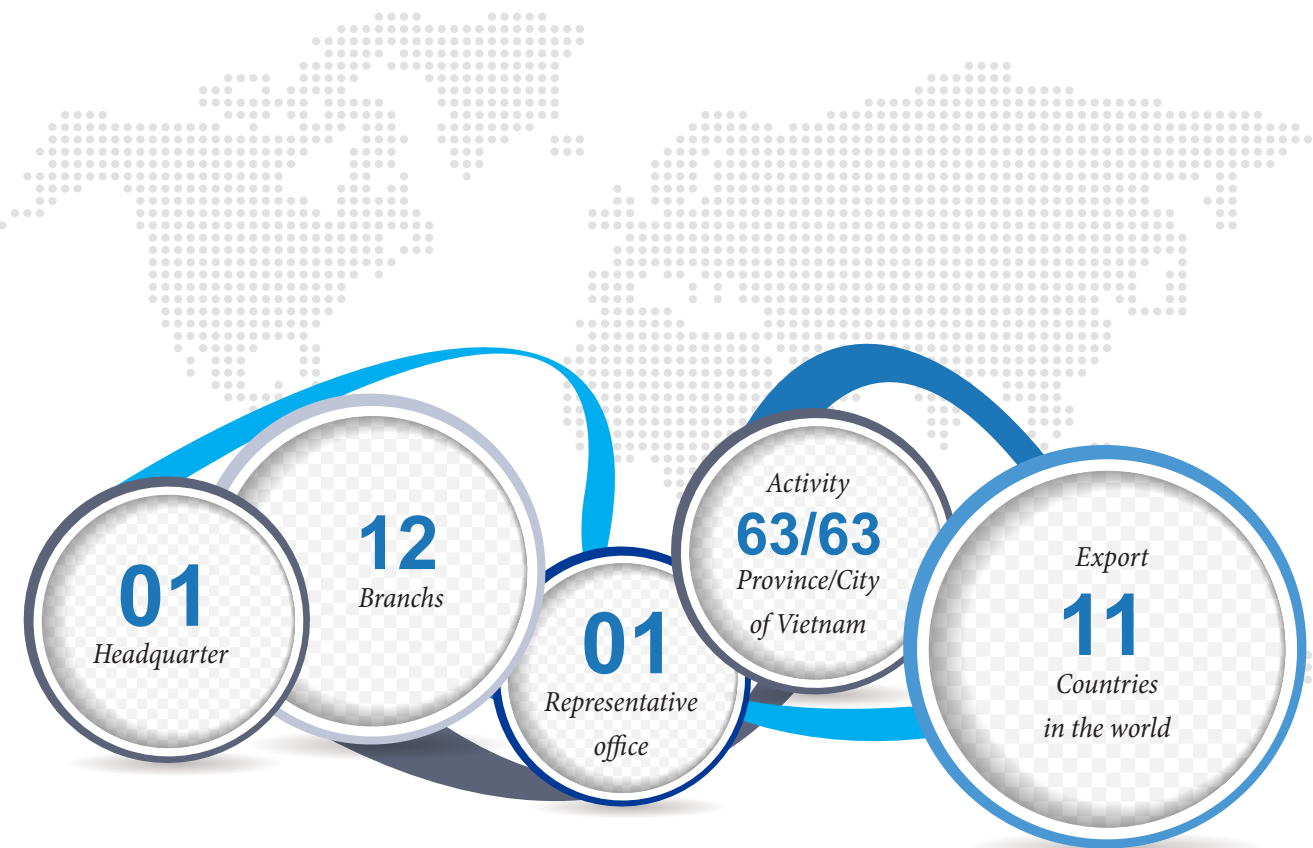 01
Headquarter
12
Branchs
01
Representative
office
Activity
63/63
Province/City
of Vietnam
Export
11
Countries
in the world